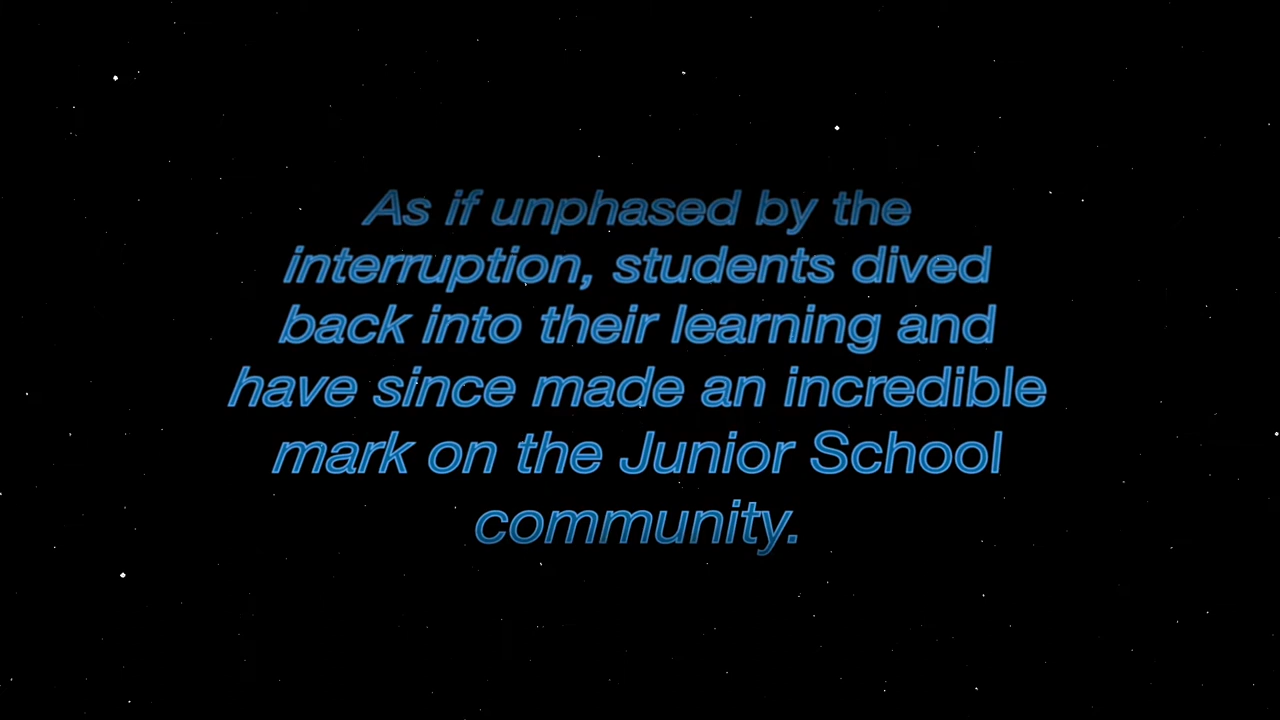 As if unphased by the
interruption, students dived
back into their learning and
have since made an incredible
mark on the Junior School
community.